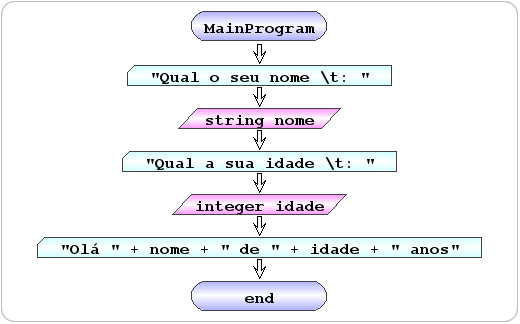 MainProgram
"Qual o seu nome \t: "
string nome
"Qual a sua idade \t: "
integer idade
"Olá " + nome + " de " + idade + " anos"
end